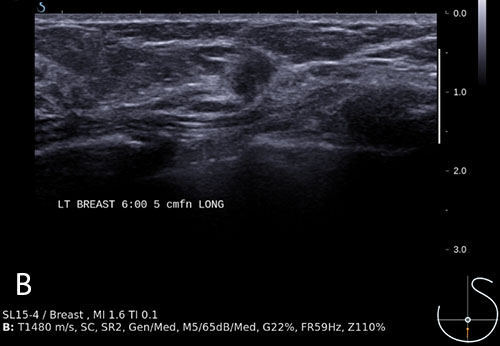 S
0.0
1.0
2.0
3.0
LT BREAST 6:00 5 cmfn LONG
B
SL15-4 / Breast , MI 1.6 TI 0.1
B: T1480 m/s, SC, SR2, Gen/Med, M5/65dB/Med, G22%, FR59Hz, Z110%